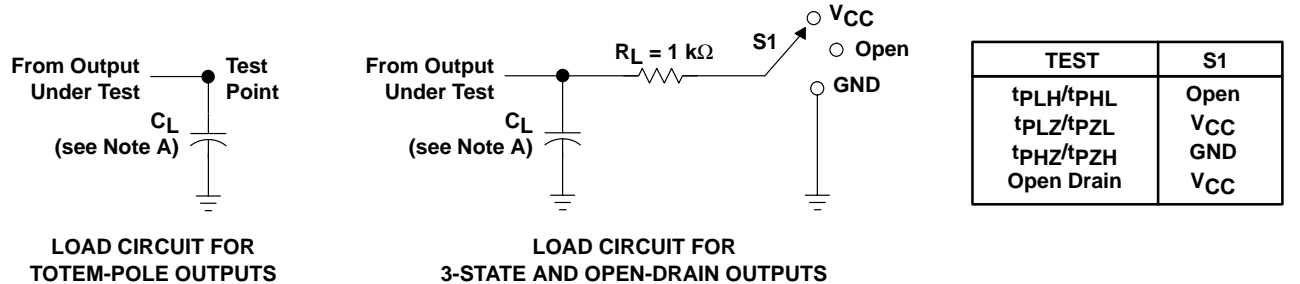 From Output
Under Test
Test
Point
CL
(see Note A)
LOAD CIRCUIT FOR
TOTEM-POLE OUTPUTS
From Output
Under Test
RL = 1 kΩ
S1
VCC
Open
GND
CL
(see Note A)
LOAD CIRCUIT FOR
3-STATE AND OPEN-DRAIN OUTPUTS
TEST S1
tPLH/tPHL Open
tPLZ/tPZL VCC
tPHZ/tPZH GND
Open Drain VCC